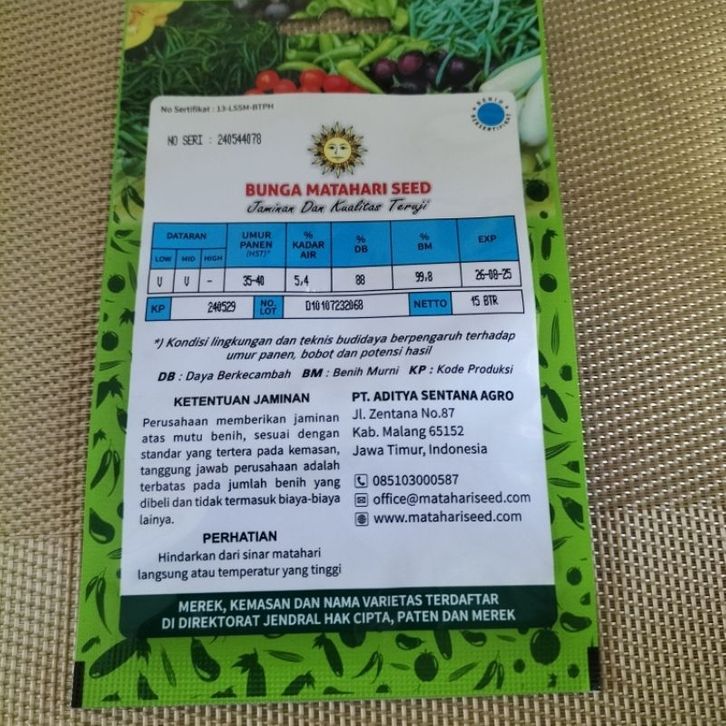 No Sertifikat : 13-LSSM-BTPH
BENIH BERSERTIFIKAT
NO SERI : 240544078
BUNGA MATAHARI SEED
Jaminan Dan Kualitas Teruji
DATARAN UMUR PANEN (HST)* % KADAR AIR % DB % BM EXP
LOW MID HIGH
V V - 35-40 5,4 88 99,8 26-08-25
KP 240529 NO. LOT D10107232068 NETTO 15 BTR
*) Kondisi lingkungan dan teknis budidaya berpengaruh terhadap
umur panen, bobot dan potensi hasil
DB : Daya Berkecambah BM : Benih Murni KP : Kode Produksi
KETENTUAN JAMINAN
Perusahaan memberikan jaminan
atas mutu benih, sesuai dengan
standar yang tertera pada kemasan,
tanggung jawab perusahaan adalah
terbatas pada jumlah benih yang
dibeli dan tidak termasuk biaya-biaya
lainya.
PERHATIAN
Hindarkan dari sinar matahari
langsung atau temperatur yang tinggi
PT. ADITYA SENTANA AGRO
Jl. Zentana No.87
Kab. Malang 65152
Jawa Timur, Indonesia
085103000587
office@matahariseed.com
www.matahariseed.com
MEREK, KEMASAN DAN NAMA VARIETAS TERDAFTAR
DI DIREKTORAT JENDRAL HAK CIPTA, PATEN DAN MEREK